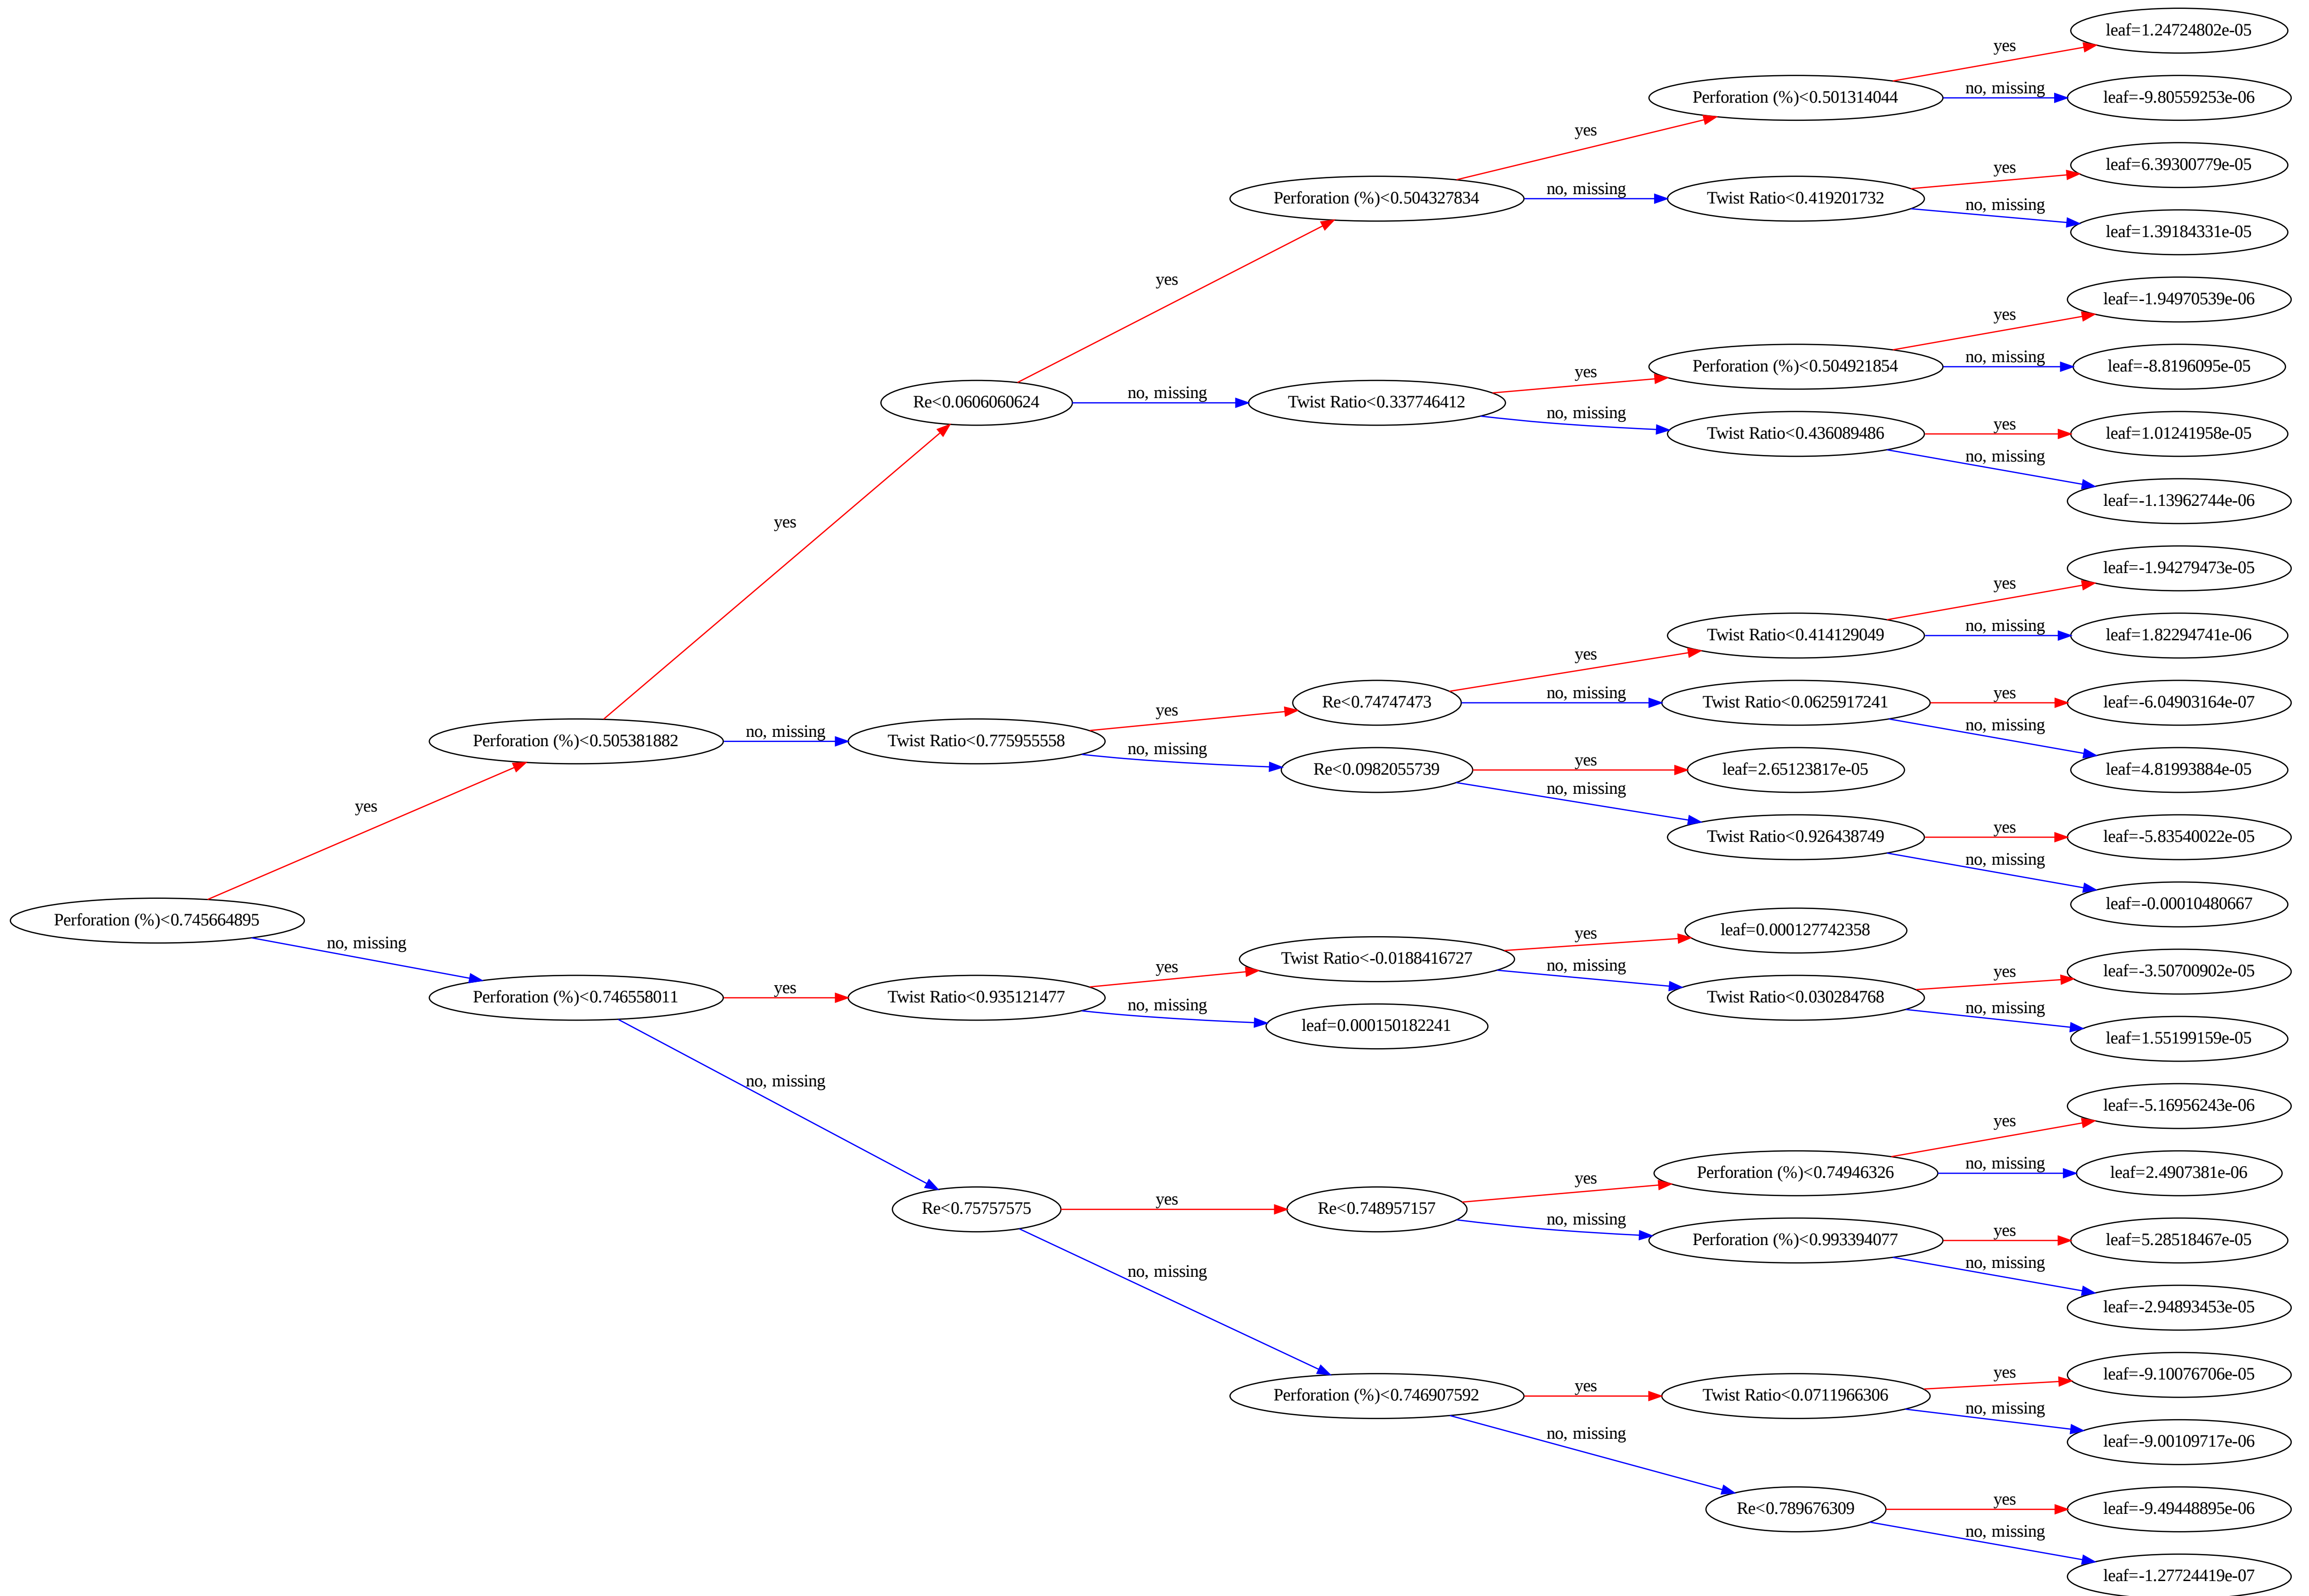 leaf=1.24724802e-05
yes
Perforation (%)<0.501314044
no, missing
leaf=-9.80559253e-06
yes
leaf=6.39300779e-05
yes
Perforation (%)<0.504327834
no, missing
Twist Ratio<0.419201732
no, missing
leaf=1.39184331e-05
yes
leaf=-1.94970539e-06
yes
Perforation (%)<0.504921854
no, missing
leaf=-8.8196095e-05
yes
Re<0.0606060624
no, missing
Twist Ratio<0.337746412
no, missing
Twist Ratio<0.436089486
yes
leaf=1.01241958e-05
no, missing
leaf=-1.13962744e-06
yes
leaf=-1.94279473e-05
yes
Twist Ratio<0.414129049
no, missing
leaf=1.82294741e-06
yes
Re<0.74747473
no, missing
Twist Ratio<0.0625917241
yes
leaf=-6.04903164e-07
yes
Perforation (%)<0.505381882
no, missing
Twist Ratio<0.775955558
no, missing
leaf=4.81993884e-05
no, missing
Re<0.0982055739
yes
leaf=2.65123817e-05
yes
no, missing
Twist Ratio<0.926438749
yes
leaf=-5.83540022e-05
no, missing
leaf=-0.00010480667
Perforation (%)<0.745664895
no, missing
yes
leaf=0.000127742358
yes
Twist Ratio<-0.0188416727
no, missing
leaf=-3.50700902e-05
yes
Perforation (%)<0.746558011
yes
Twist Ratio<0.935121477
no, missing
Twist Ratio<0.030284768
no, missing
leaf=0.000150182241
leaf=1.55199159e-05
no, missing
leaf=-5.16956243e-06
yes
Perforation (%)<0.74946326
no, missing
leaf=2.4907381e-06
yes
Re<0.75757575
yes
Re<0.748957157
no, missing
Perforation (%)<0.993394077
yes
leaf=5.28518467e-05
no, missing
no, missing
leaf=-2.94893453e-05
yes
leaf=-9.10076706e-05
Perforation (%)<0.746907592
yes
Twist Ratio<0.0711966306
no, missing
leaf=-9.00109717e-06
no, missing
Re<0.789676309
yes
leaf=-9.49448895e-06
no, missing
leaf=-1.27724419e-07